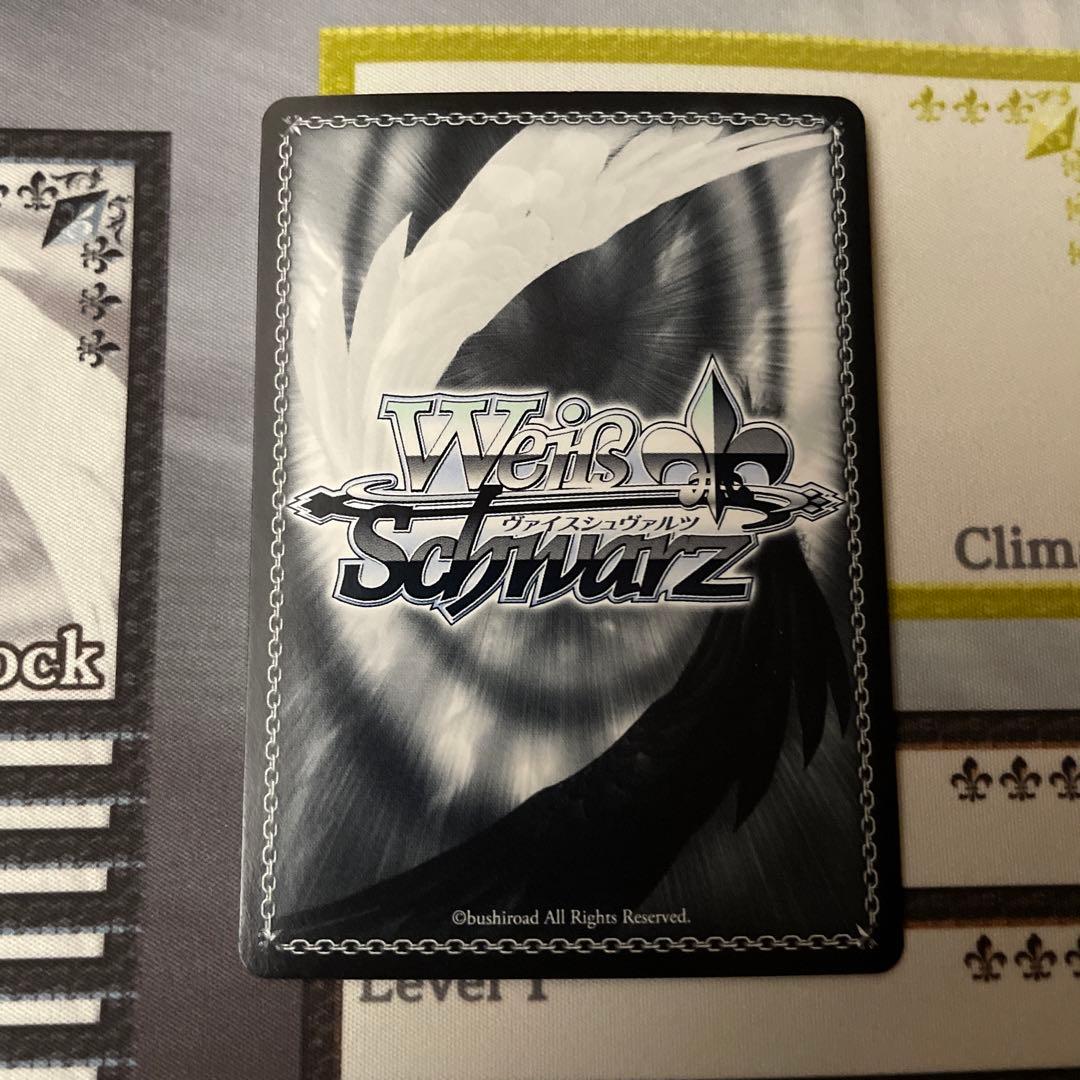 Weiß
ヴァイスシュヴァルツ
Schwarz
©bushiroad All Rights Reserved.
Clim
ock
Level 1